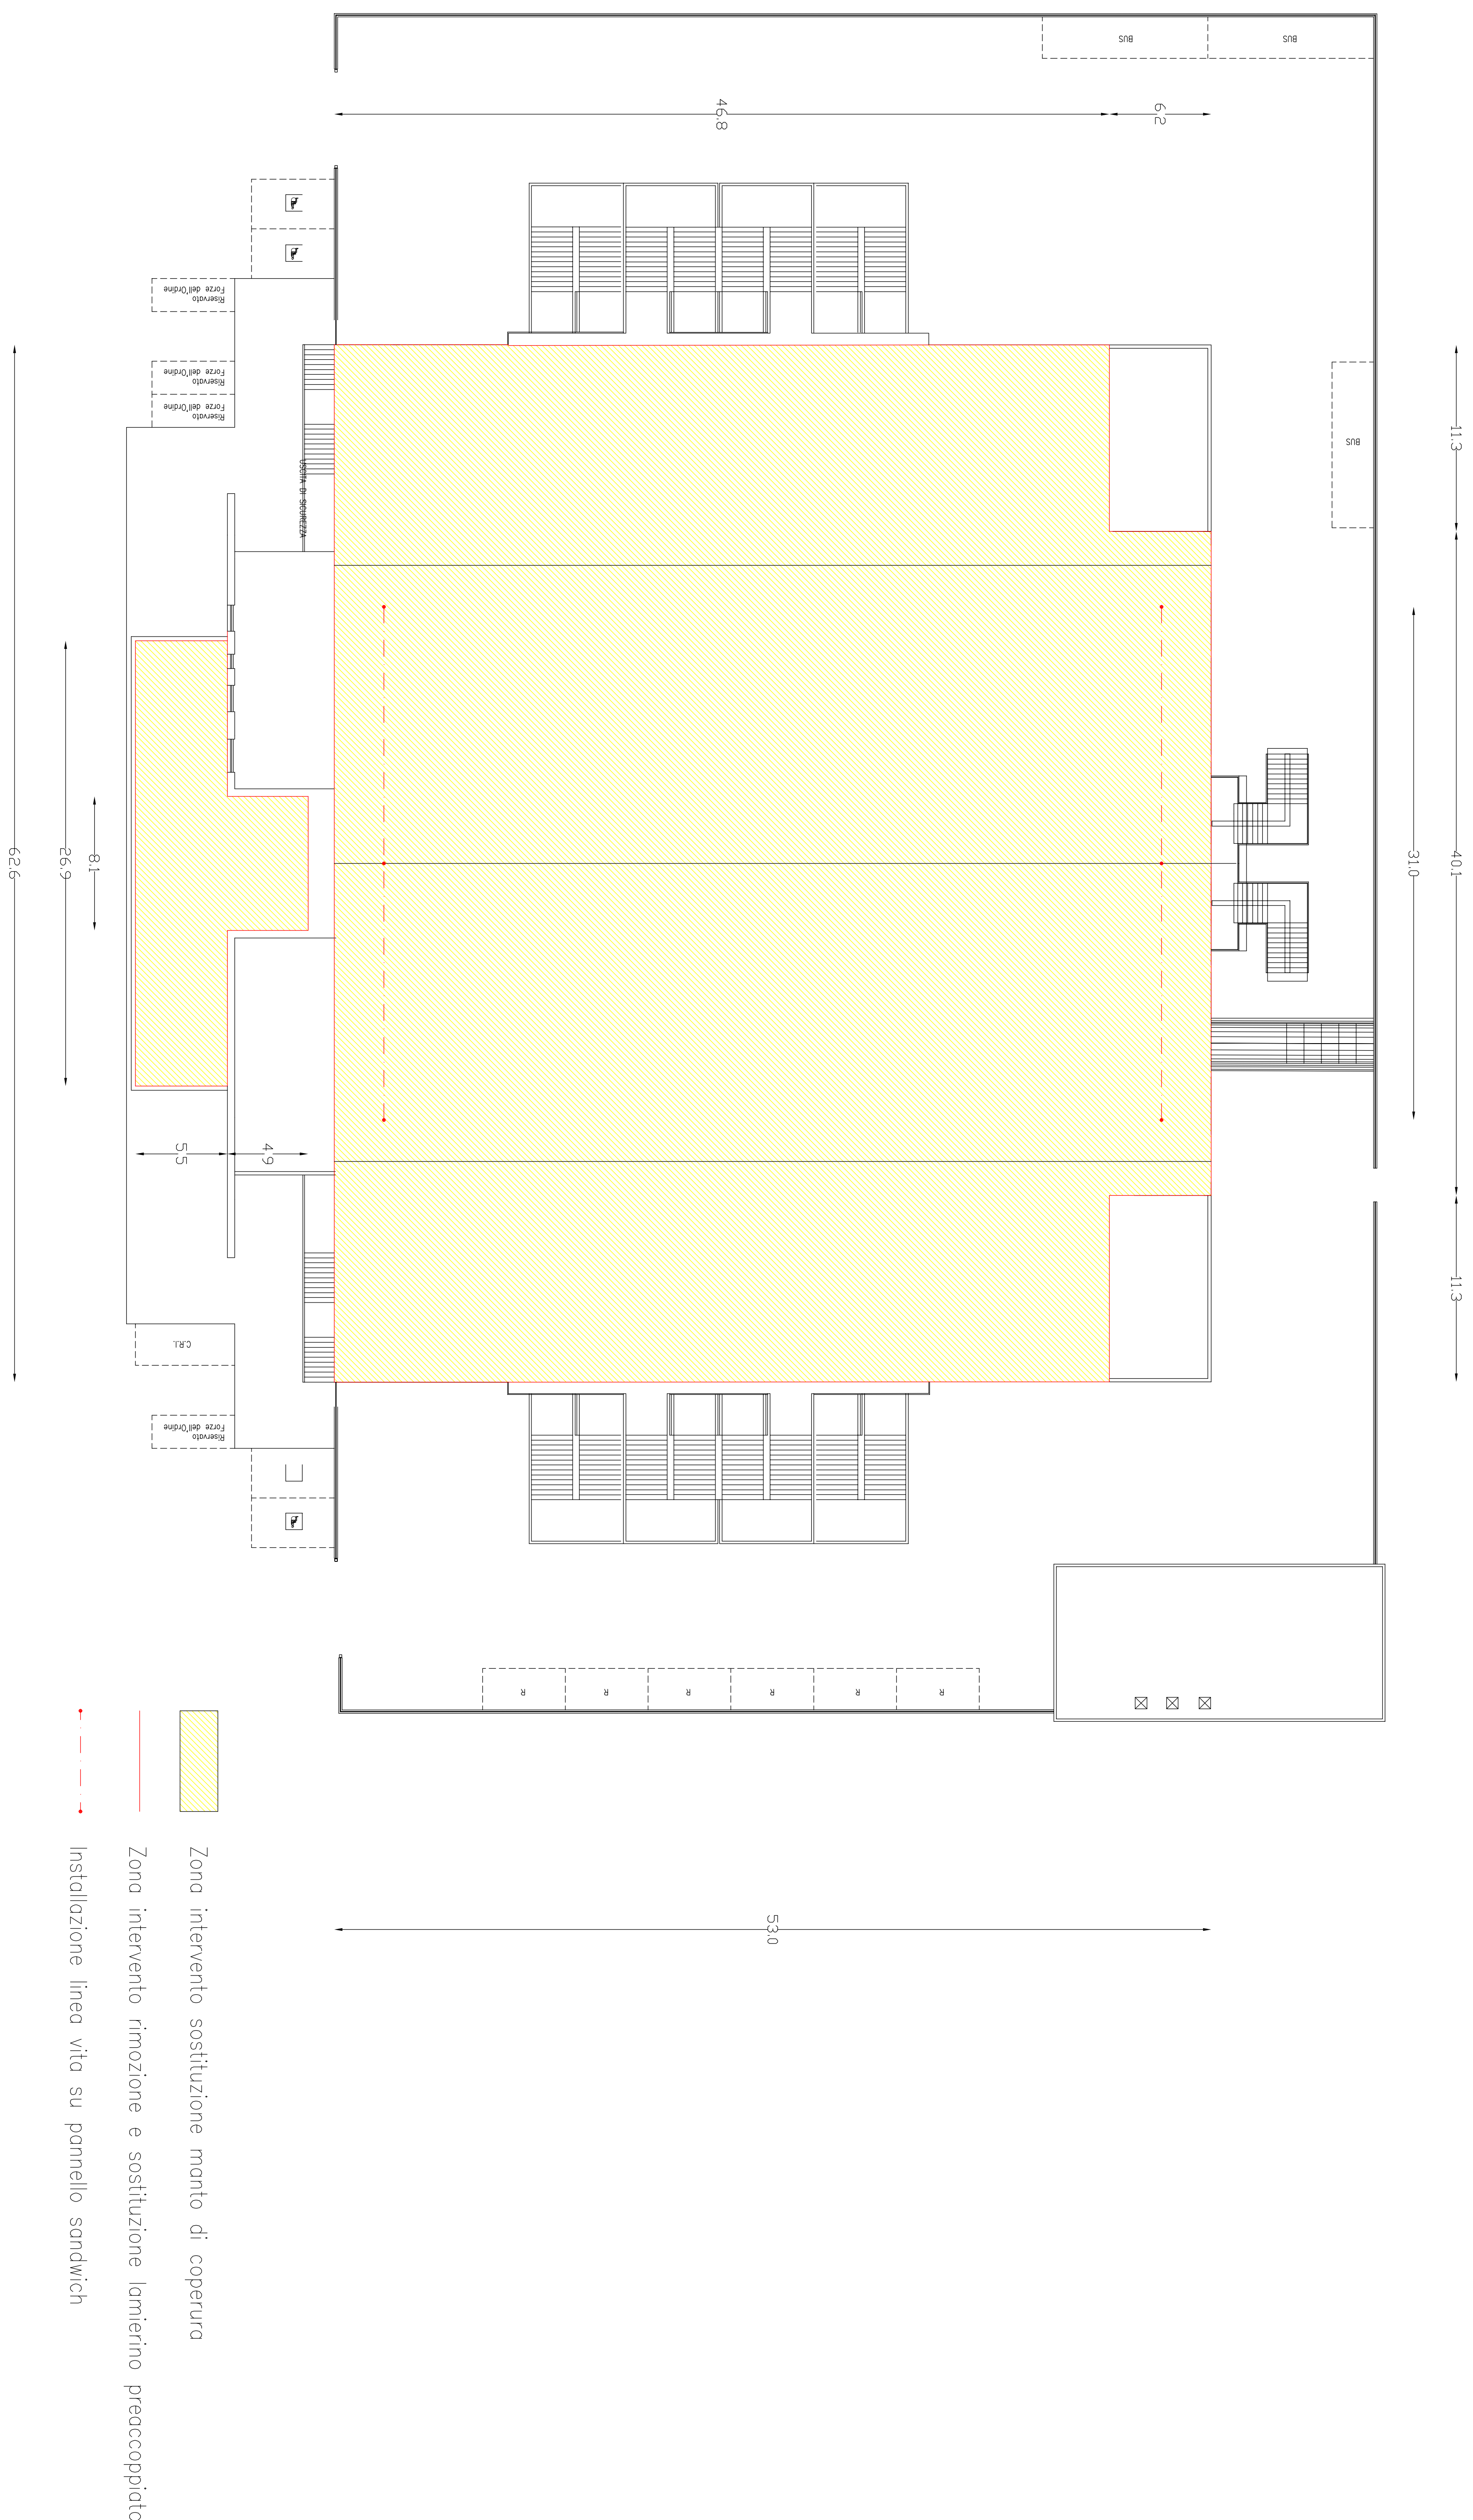 BUS
BUS
46.8
6.2
Riservato
Forze dell'Ordine
Riservato
Forze dell'Ordine
Riservato
Forze dell'Ordine
USCITA DI SICUREZZA
BUS
11.3
40.1
31.0
11.3
62.6
26.9
8.1
5.5
4.9
C.R.I.
Riservato
Forze dell'Ordine
R
R
R
R
R
R
53.0
Zona intervento sostituzione manto di coperura
Zona intervento rimozione e sostituzione lamierino preaccoppiato
Installazione linea vita su pannello sandwich